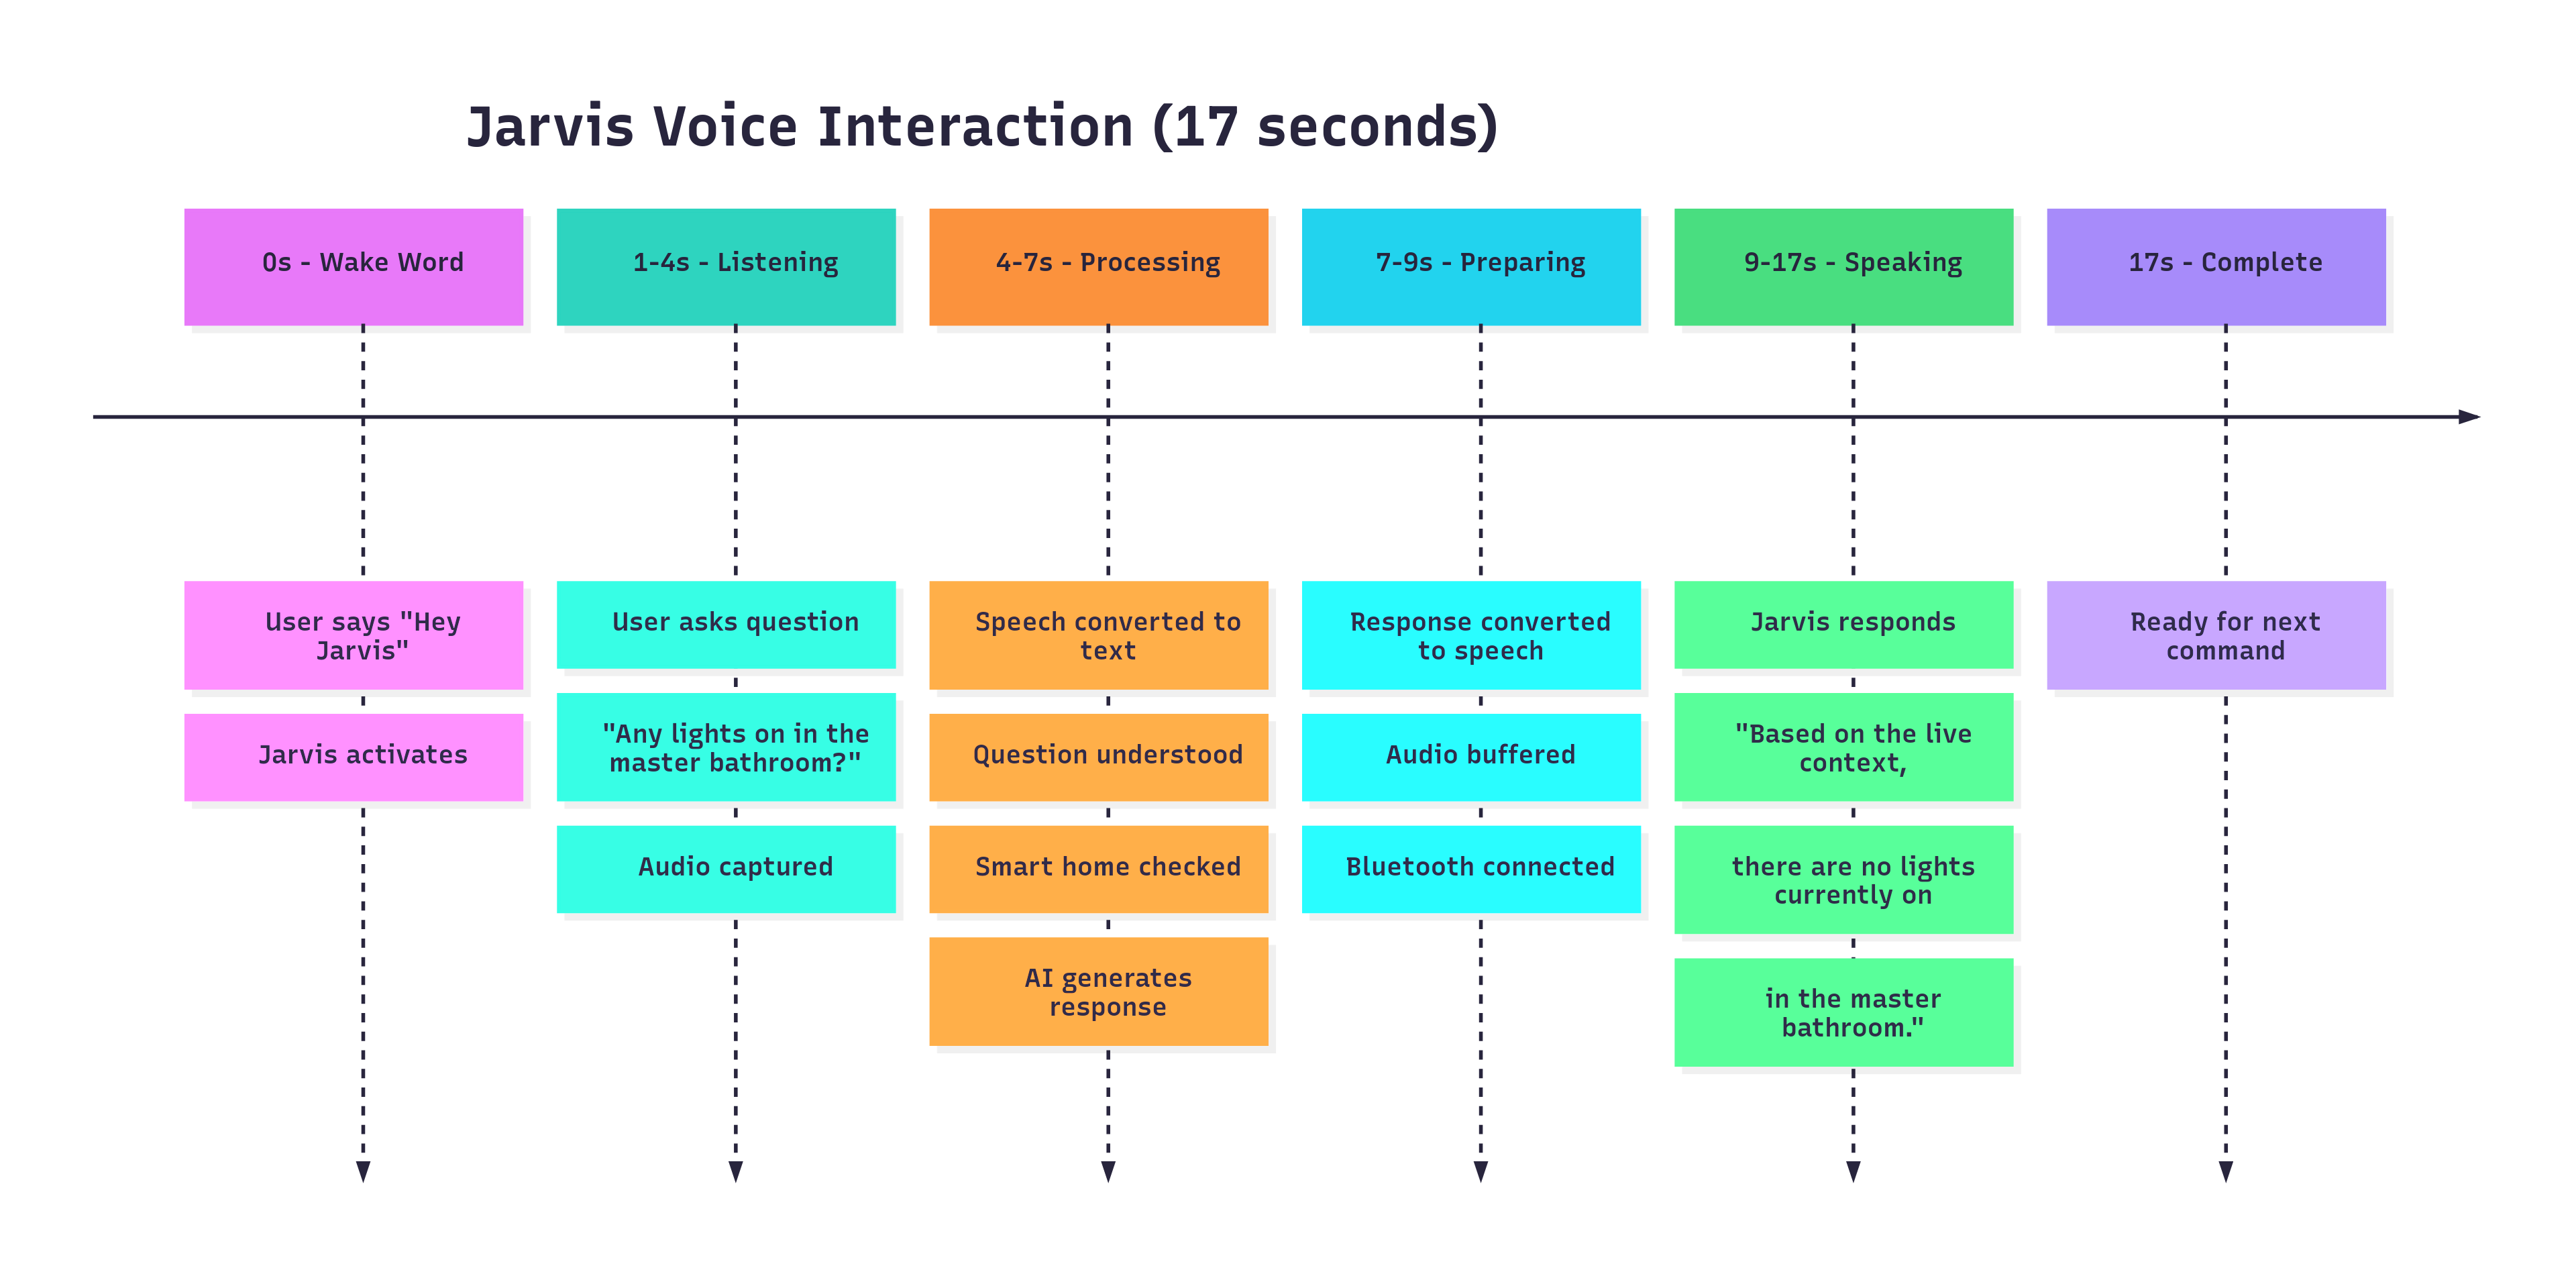 Jarvis Voice Interaction (17 seconds)
0s - Wake Word
1-4s - Listening
4-7s - Processing
7-9s - Preparing
9-17s - Speaking
17s - Complete
User says "Hey
Jarvis"
Jarvis activates
User asks question
"Any lights on in the
master bathroom?"
Audio captured
Speech converted to
text
Question understood
Smart home checked
AI generates
response
Response converted
to speech
Audio buffered
Bluetooth connected
Jarvis responds
"Based on the live
context,
there are no lights
currently on
in the master
bathroom."
Ready for next
command